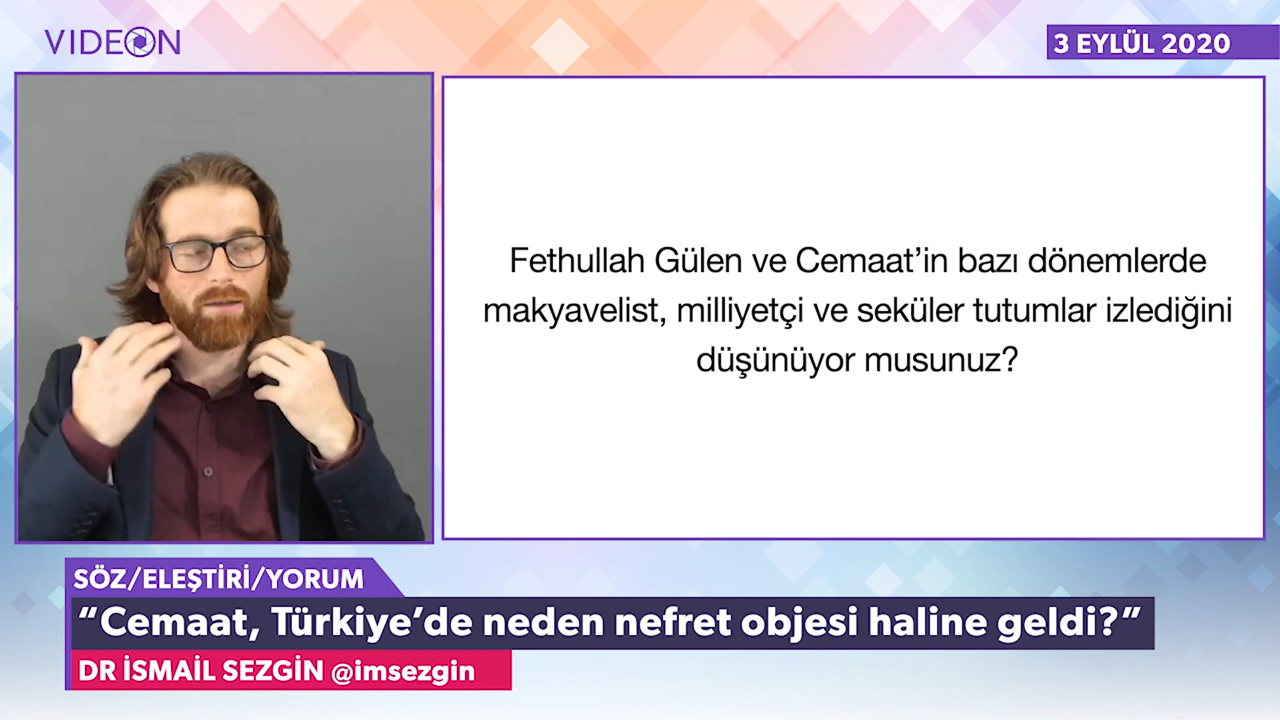 VIDEON
3 EYLÜL 2020
Fethullah Gülen ve Cemaat’in bazı dönemlerde
makyavelist, milliyetçi ve seküler tutumlar izlediğini
düşünüyor musunuz?
SÖZ/ELEŞTİRİ/YORUM
“Cemaat, Türkiye’de neden nefret objesi haline geldi?”
DR İSMAİL SEZGİN @imsezgin